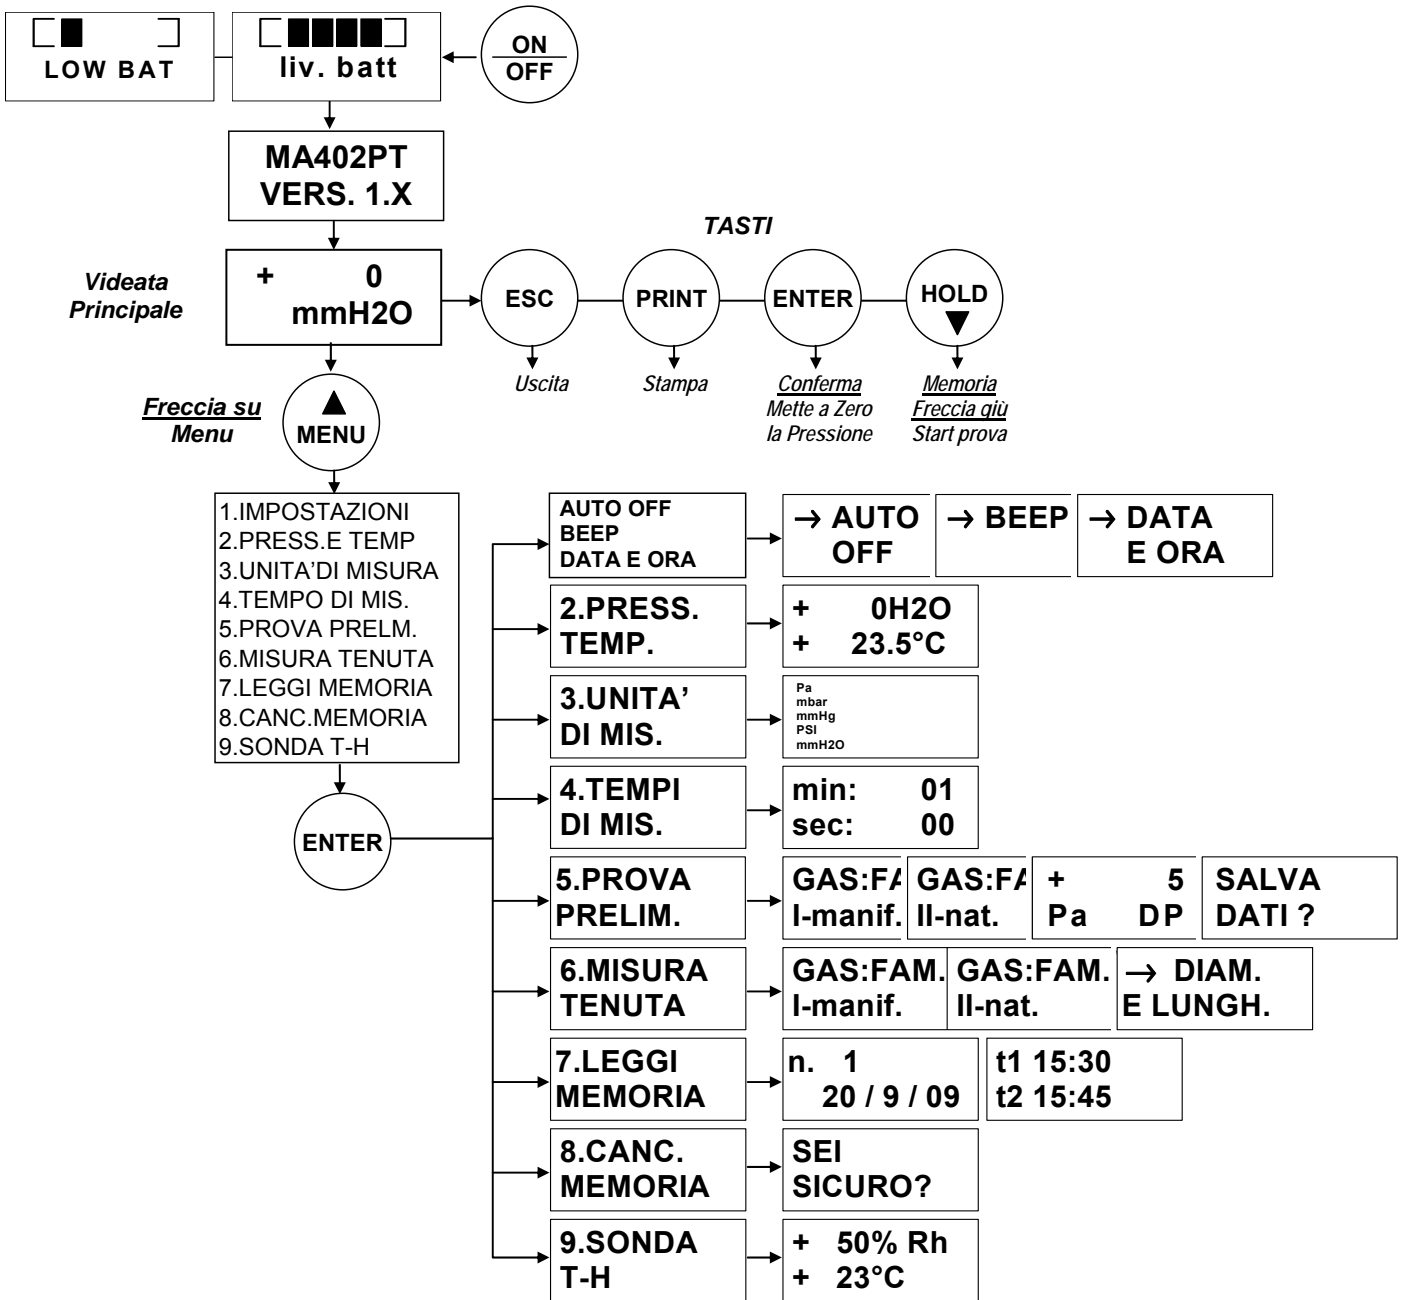 LOW BAT
liv. batt
ON
OFF
MA402PT
VERS. 1.X
TASTI
Videata
Principale
+ 0
mmH2O
ESC
PRINT
ENTER
HOLD
Uscita
Stampa
Conferma
Mette a Zero
la Pressione
Memoria
Freccia giù
Start prova
Freccia su
Menu
MENU
1.IMPOSTAZIONI
2.PRESS.E TEMP
3.UNITA'DI MISURA
4.TEMPO DI MIS.
5.PROVA PRELM.
6.MISURA TENUTA
7.LEGGI MEMORIA
8.CANC.MEMORIA
9.SONDA T-H
ENTER
AUTO OFF
BEEP
DATA E ORA
→ AUTO
OFF
→ BEEP
→ DATA
E ORA
2.PRESS.
TEMP.
+ 0H2O
+ 23.5°C
3.UNITA'
DI MIS.
Pa
mbar
mmHg
PSI
mmH2O
4.TEMPI
DI MIS.
min: 01
sec: 00
5.PROVA
PRELIM.
GAS:FA
I-manif.
GAS:FA
II-nat.
+ 5
Pa DP
SALVA
DATI ?
6.MISURA
TENUTA
GAS:FAM.
I-manif.
GAS:FAM.
II-nat.
→ DIAM.
E LUNGH.
7.LEGGI
MEMORIA
n. 1
20 / 9 / 09
t1 15:30
t2 15:45
8.CANC.
MEMORIA
SEI
SICURO?
9.SONDA
T-H
+ 50% Rh
+ 23°C